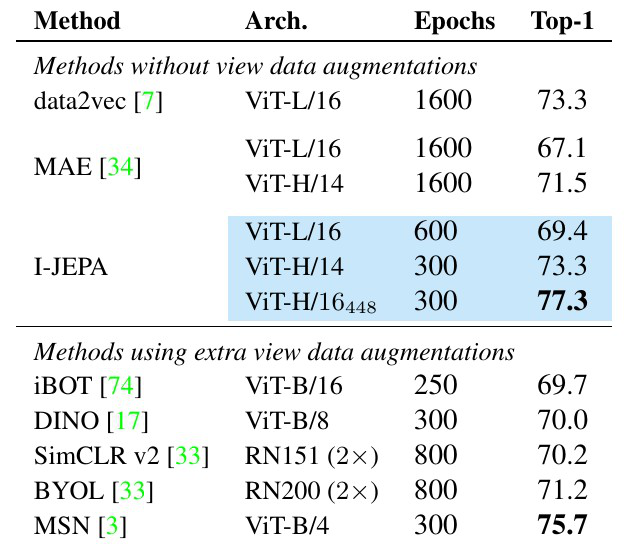 Method Arch. Epochs Top-1
Methods without view data augmentations
data2vec [7] ViT-L/16 1600 73.3
MAE [34] ViT-L/16 1600 67.1
ViT-H/14 1600 71.5
I-JEPA ViT-L/16 600 69.4
ViT-H/14 300 73.3
ViT-H/16₄₄₈ 300 77.3
Methods using extra view data augmentations
iBOT [74] ViT-B/16 250 69.7
DINO [17] ViT-B/8 300 70.0
SimCLR v2 [33] RN151 (2×) 800 70.2
BYOL [33] RN200 (2×) 800 71.2
MSN [3] ViT-B/4 300 75.7